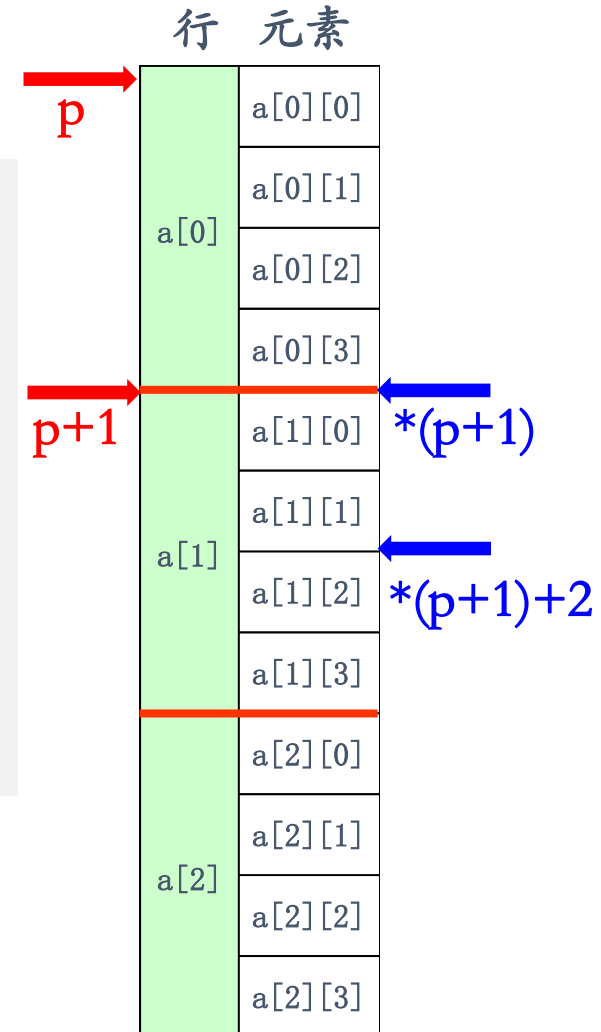 行 元素
p
a[0]
a[0][0]
a[0][1]
a[0][2]
a[0][3]
p+1
*(p+1)
a[1]
a[1][0]
a[1][1]
*(p+1)+2
a[1][2]
a[1][3]
a[2]
a[2][0]
a[2][1]
a[2][2]
a[2][3]